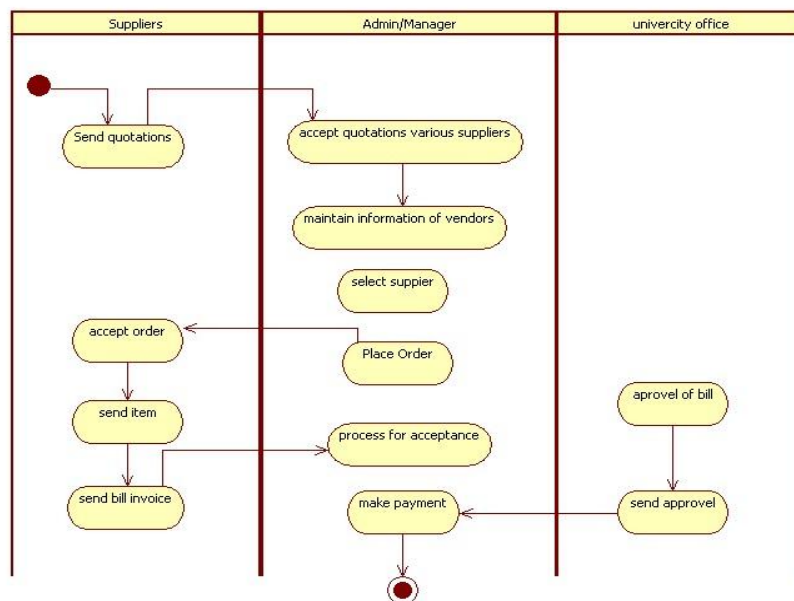 Suppliers
Admin/Manager
univercity office
Send quotations
accept quotations various suppliers
maintain information of vendors
select suppier
accept order
Place Order
send item
aprovel of bill
process for acceptance
send bill invoice
make payment
send approvel